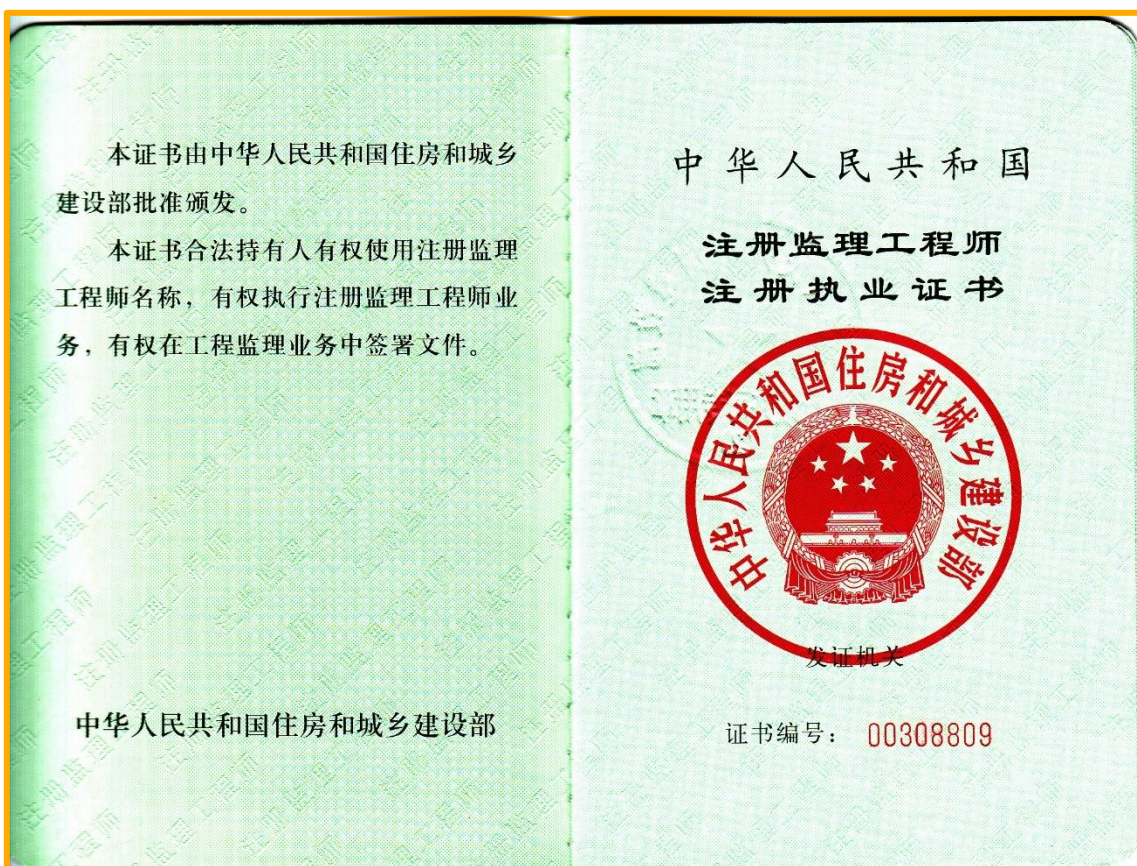 本证书由中华人民共和国住房和城乡
建设部批准颁发。
本证书合法持有人有权使用注册监理
工程师名称，有权执行注册监理工程师业
务，有权在工程监理业务中签署文件。
中华人民共和国住房和城乡建设部
中华人民共和国
注册监理工程师
注册执业证书
中华人民共和国住房和城乡建设部
发证机关
证书编号： 00308809